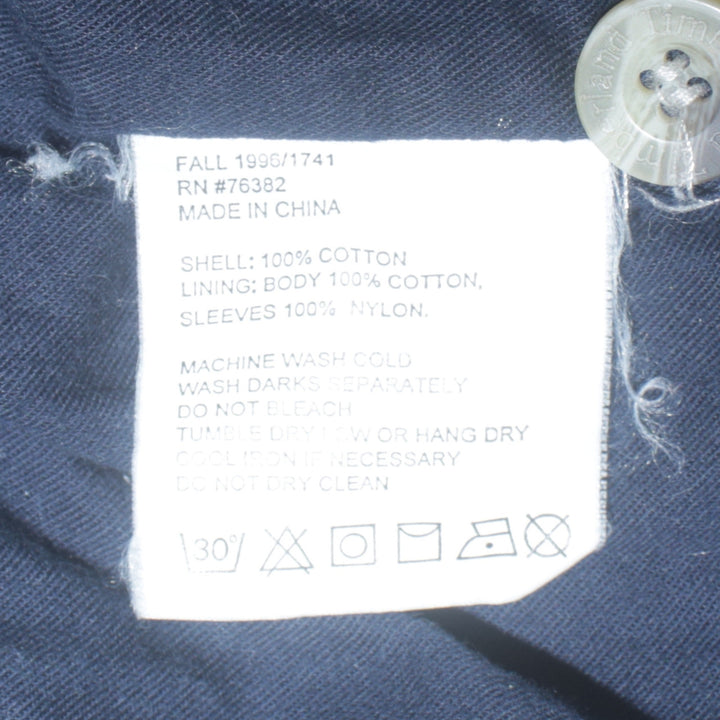 Timberland Timberland
FALL 1996/1741
RN #76382
MADE IN CHINA
SHELL: 100% COTTON
LINING: BODY 100% COTTON,
SLEEVES 100% NYLON.
MACHINE WASH COLD
WASH DARKS SEPARATELY
DO NOT BLEACH
TUMBLE DRY LOW OR HANG DRY
COOL IRON IF NECESSARY
DO NOT DRY CLEAN
30°